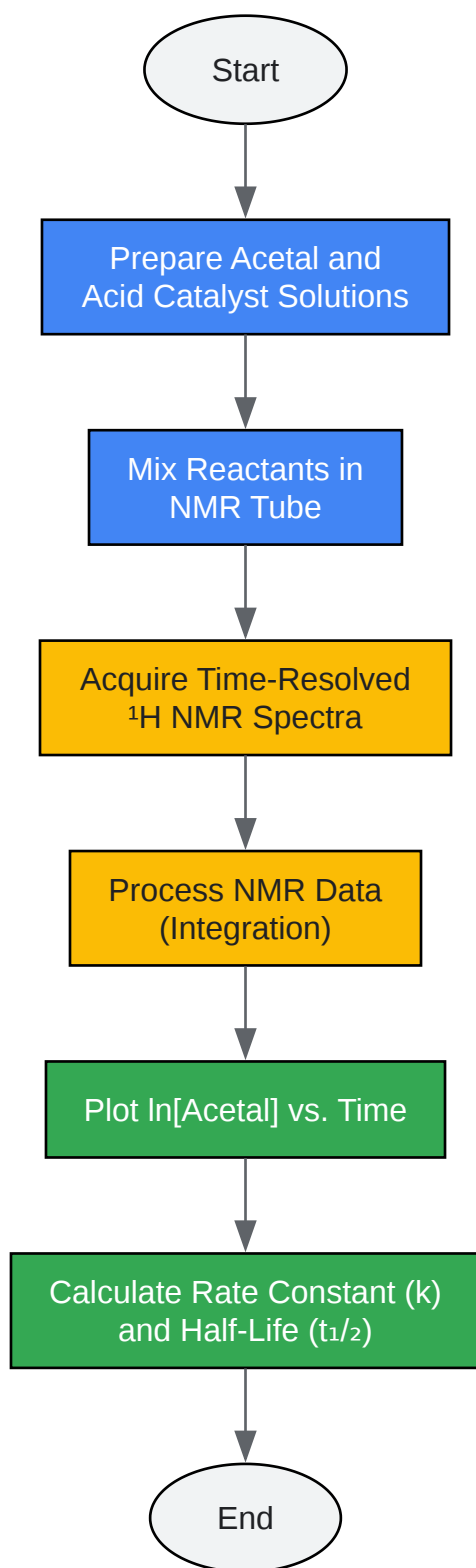 Start
Prepare Acetal and
Acid Catalyst Solutions
Mix Reactants in
NMR Tube
Acquire Time-Resolved
¹H NMR Spectra
Process NMR Data
(Integration)
Plot ln[Acetal] vs. Time
Calculate Rate Constant (k)
and Half-Life (t₁/₂)
End